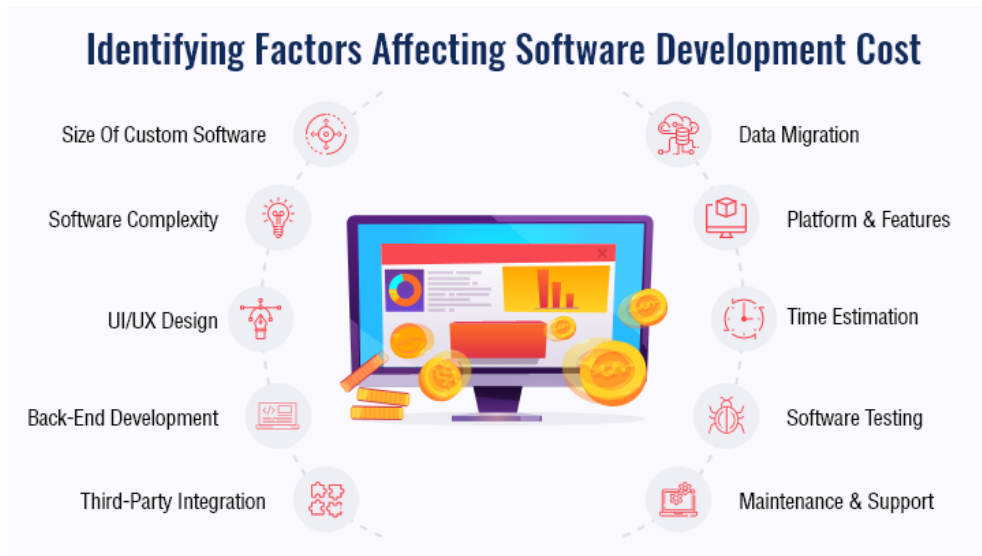 Identifying Factors Affecting Software Development Cost
Size Of Custom Software
Software Complexity
UI/UX Design
Back-End Development
Third-Party Integration
Data Migration
Platform & Features
Time Estimation
Software Testing
Maintenance & Support